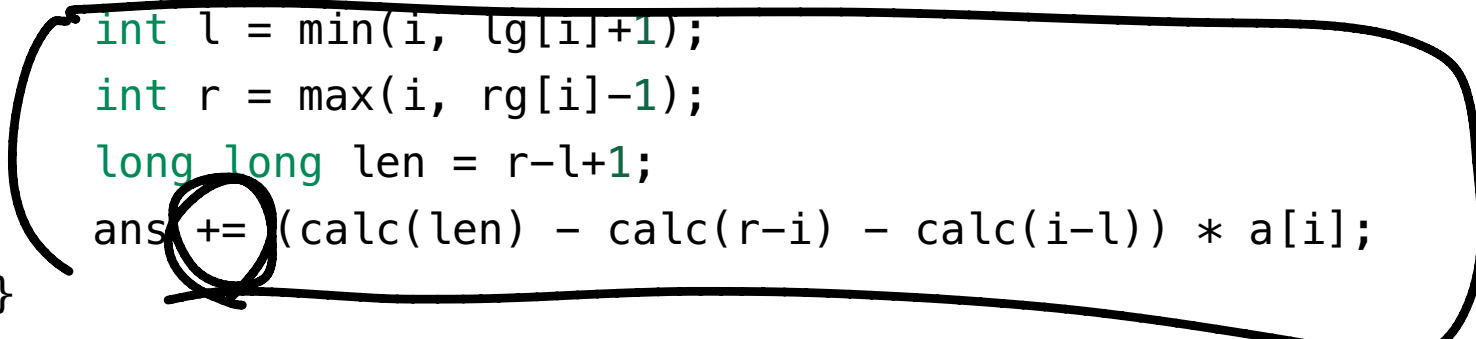 int l = min(i, lg[i]+1);
int r = max(i, rg[i]-1);
long long len = r-l+1;
ans += (calc(len) - calc(r-i) - calc(i-l)) * a[i];
}